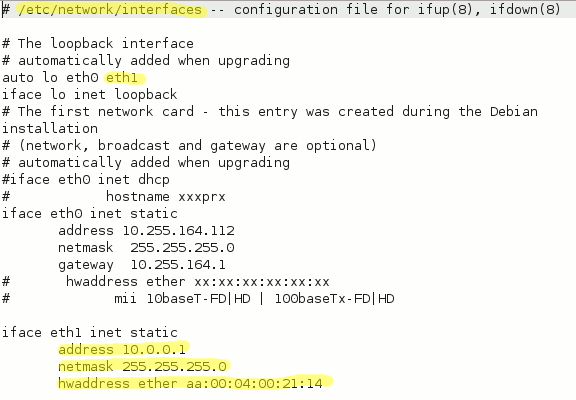 # /etc/network/interfaces -- configuration file for ifup(8), ifdown(8)
# The loopback interface
# automatically added when upgrading
auto lo eth0 eth1
iface lo inet loopback
# The first network card - this entry was created during the Debian
installation
# (network, broadcast and gateway are optional)
# automatically added when upgrading
#iface eth0 inet dhcp
#            hostname xxxprx
iface eth0 inet static
       address 10.255.164.112
       netmask  255.255.255.0
       gateway  10.255.164.1
#       hwaddress ether xx:xx:xx:xx:xx:xx
#             mii 10baseT-FD|HD | 100baseTx-FD|HD
iface eth1 inet static
       address 10.0.0.1
       netmask 255.255.255.0
       hwaddress ether aa:00:04:00:21:14